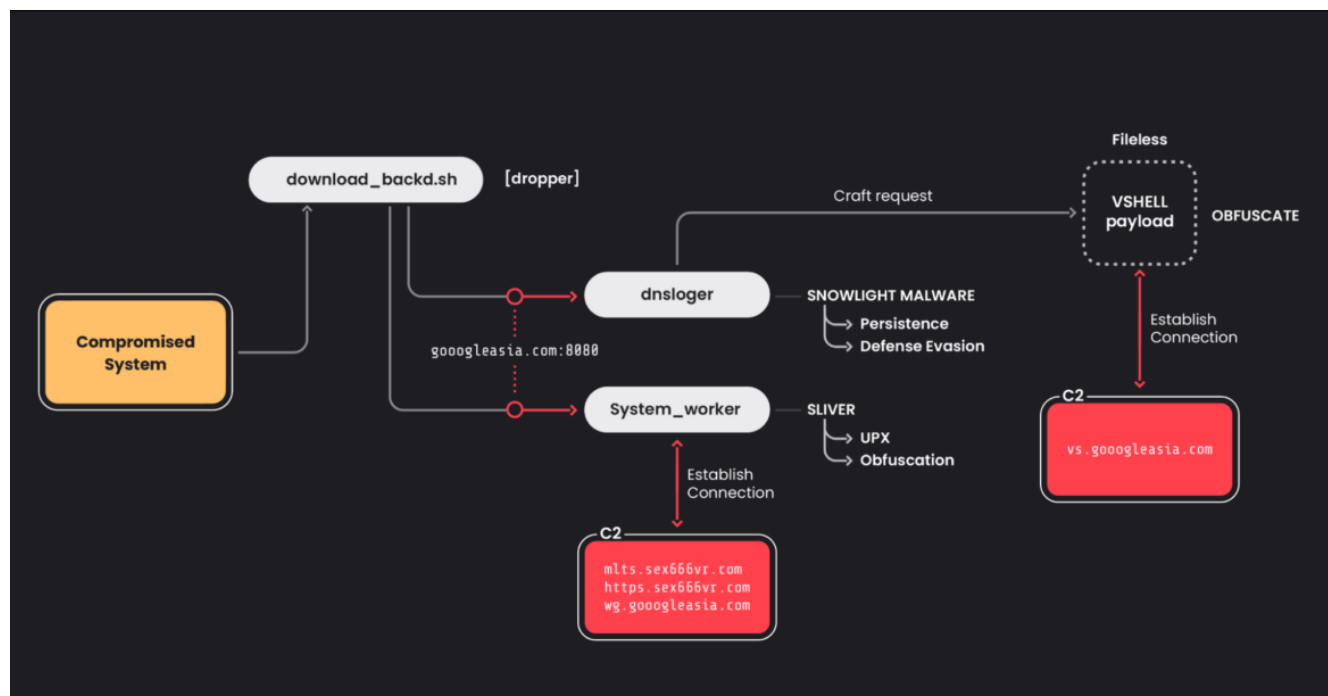 Fileless
download_backd.sh
[dropper]
Craft request
VSHELL
payload
OBFUSCATE
dnsloger
SNOWLIGHT MALWARE
Persistence
Defense Evasion
Establish
Connection
Compromised
System
gooogleasia.com:8080
System_worker
SLIVER
UPX
Obfuscation
C2
vs.gooogleasia.com
Establish
Connection
C2
mlts.sex666vr.com
https.sex666vr.com
wg.gooogleasia.com